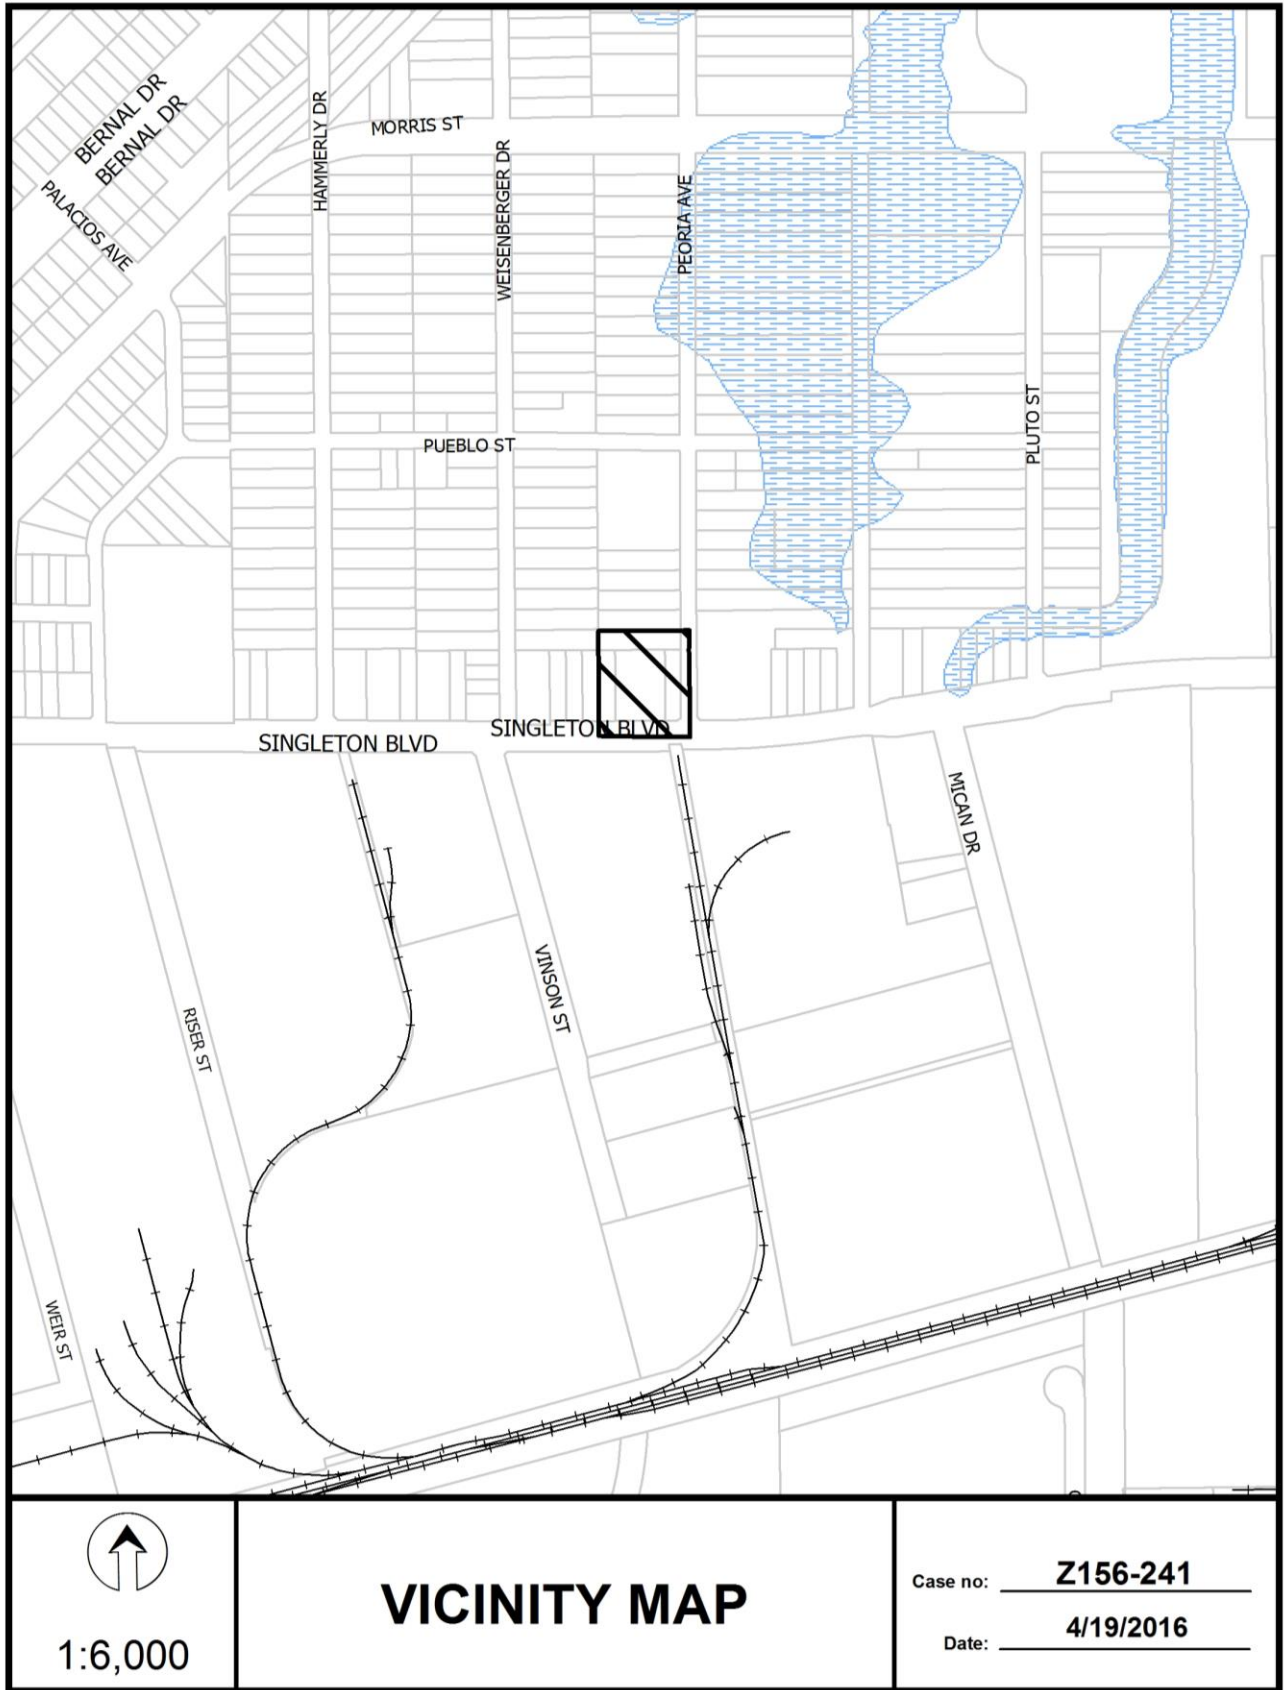 BERNAL DR
BERNAL DR
HAMMERLY DR
MORRIS ST
WEISENBERGER DR
PEORIA AVE
PALACIOS AVE
PUEBLO ST
PLUTO ST
SINGLETON BLVD
SINGLETON BLVD
MICAN DR
VINSON ST
RISER ST
WEIR ST
1:6,000
VICINITY MAP
Case no: Z156-241
Date: 4/19/2016